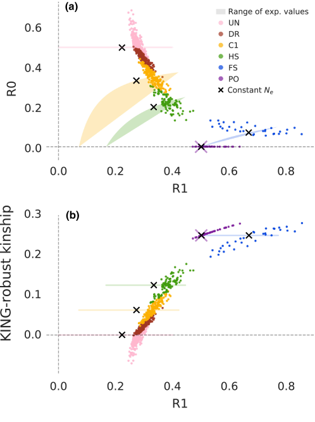 (a)
Range of exp. values
UN
DR
C1
HS
FS
PO
Constant Ne
R0
0.6
0.4
0.2
0.0
0.0 0.2 0.4 0.6 0.8
R1
(b)
KING-robust kinship
0.3
0.2
0.1
0.0
0.0 0.2 0.4 0.6 0.8
R1